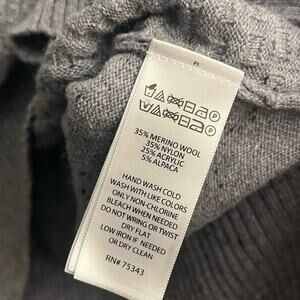 35% MERINO WOOL
35% NYLON
25% ACRYLIC
5% ALPACA
HAND WASH COLD
WASH WITH LIKE COLORS
ONLY NON-CHLORINE
BLEACH WHEN NEEDED
DO NOT WRING OR TWIST
DRY FLAT
LOW IRON IF NEEDED
OR DRY CLEAN
RN# 75343